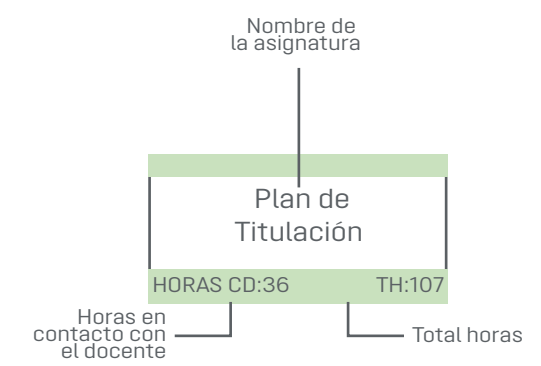 Nombre de
la asignatura
Plan de
Titulación
HORAS CD:36 TH:107
Horas en
contacto con
el docente
Total horas